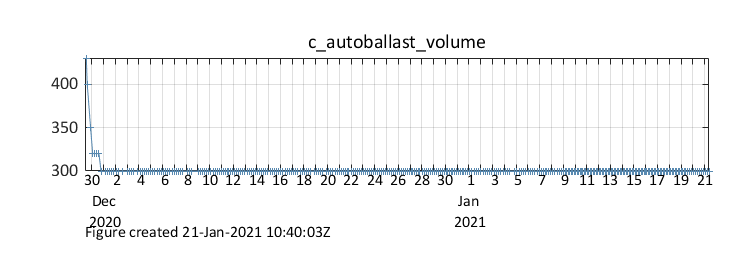 c_autoballast_volume
400
350
300
30 2 4 6 8 10 12 14 16 18 20 22 24 26 28 30 1 3 5 7 9 11 13 15 17 19 21
Dec Jan
2020 2021
Figure created 21-Jan-2021 10:40:03Z